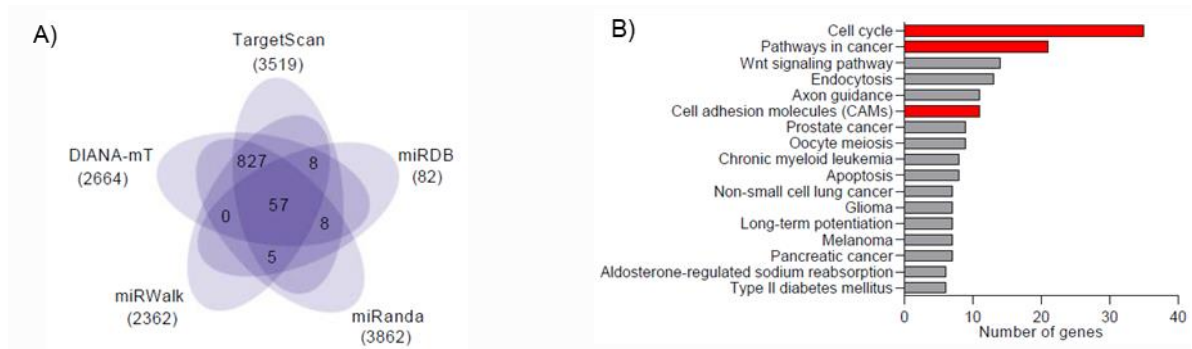 A)
TargetScan
(3519)
DIANA-mT
(2664)
miRDB
(82)
827
8
57
0
8
5
miRWalk
(2362)
miRanda
(3862)
B)
Cell cycle
Pathways in cancer
Wnt signaling pathway
Endocytosis
Axon guidance
Cell adhesion molecules (CAMs)
Prostate cancer
Oocyte meiosis
Chronic myeloid leukemia
Apoptosis
Non-small cell lung cancer
Glioma
Long-term potentiation
Melanoma
Pancreatic cancer
Aldosterone-regulated sodium reabsorption
Type II diabetes mellitus
0 10 20 30 40
Number of genes